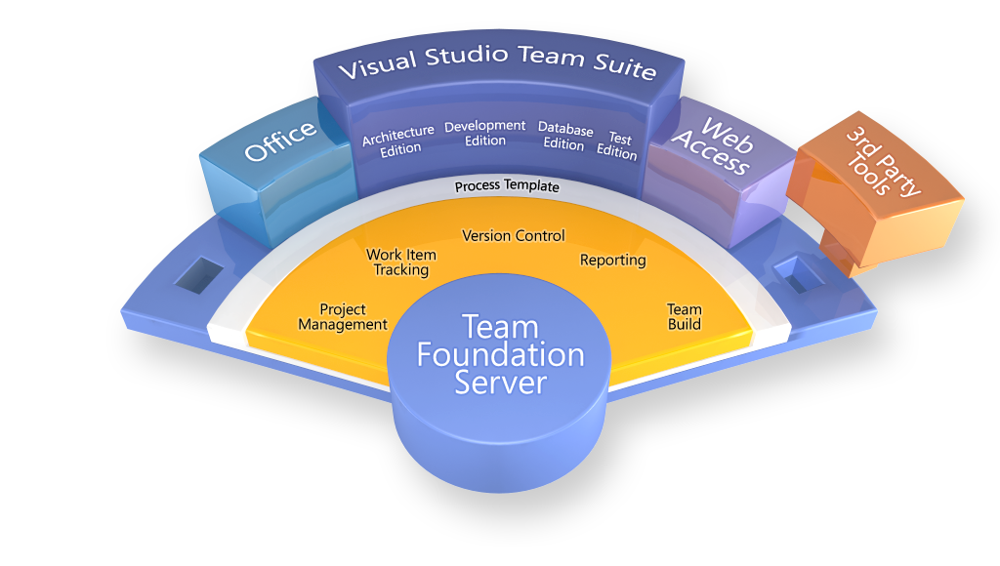 Visual Studio Team Suite
Architecture
Edition
Development
Edition
Database
Edition
Test
Edition
Office
Web
Access
3rd Party
Tools
Process Template
Version Control
Work Item
Tracking
Reporting
Project
Management
Team
Build
Team
Foundation
Server